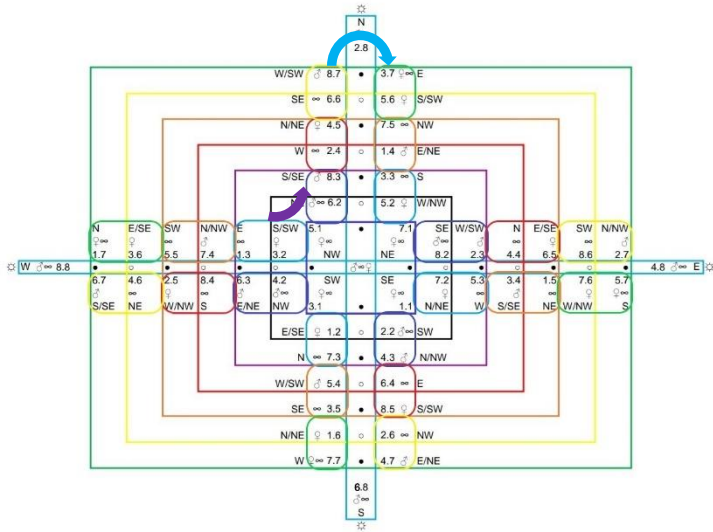 ☼
N
2.8
W/SW ♂ 8.7 ● 3.7 ♀∞ E
SE ∞ 6.6 ○ 5.6 ♀ S/SW
N/NE ♀ 4.5 ● 7.5 ∞ NW
W ∞ 2.4 ○ 1.4 ♂ E/NE
S/SE ♂ 8.3 ● 3.3 ∞ S
N ♂∞ 6.2 ○ 5.2 ♀ W/NW
N E/SE SW N/NW E S/SW 5.1 7.1 SE W/SW N E/SE SW N/NW
♀∞ ♀ ∞ ♂ ∞ ♀ ♀∞ ♀∞ ♂∞ ♂ ∞ ♀ ∞ ♂
1.7 3.6 5.5 7.4 1.3 3.2 NW NE 8.2 2.3 4.4 6.5 8.6 2.7
☼ W ♂∞ 8.8 ● ○ ● ○ ● ○ ♂∞♀ ○ ● ○ ● ○ ● 4.8 ♂∞ E ☼
6.7 4.6 2.5 8.4 6.3 4.2 SW SE 7.2 5.3 3.4 1.5 7.6 5.7
♂ ∞ ♀ ∞ ♂ ♂∞ ♀∞ ♀∞ ♀ ∞ ∞ ♂ ♀ ♀∞
S/SE NE W/NW S E/NE NW 3.1 1.1 N/NE W S/SE E/NE W/NW S
E/SE ♀ 1.2 ○ 2.2 ♂∞ SW
N ∞ 7.3 ● 4.3 ♂ N/NW
W/SW ♂ 5.4 ○ 6.4 ∞ E
SE ∞ 3.5 ● 8.5 ♀ S/SW
N/NE ♀ 1.6 ○ 2.6 ∞ NW
W ♀∞ 7.7 ● 4.7 ♂ E/NE
6.8
♂∞
S
☼